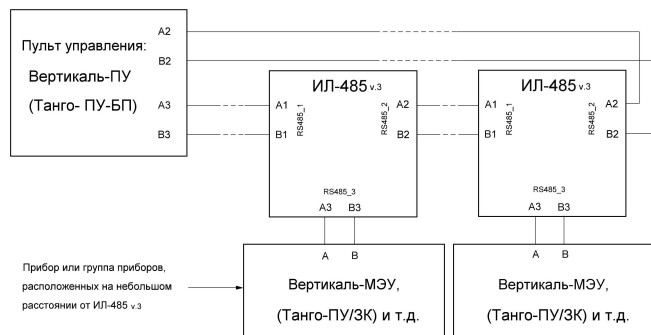 Пульт управления:
Вертикаль-ПУ
(Танго- ПУ-БП)
A2
B2
A3
B3
ИЛ-485 v.3
A1
B1
RS485_1
RS485_2
A2
B2
RS485_3
A3 B3
ИЛ-485 v.3
A1
B1
RS485_1
RS485_2
A2
B2
RS485_3
A3 B3
Прибор или группа приборов,
расположенных на небольшом
расстоянии от ИЛ-485 v.3
A B
Вертикаль-МЭУ,
(Танго-ПУ/ЗК) и т.д.
A B
Вертикаль-МЭУ,
(Танго-ПУ/ЗК) и т.д.